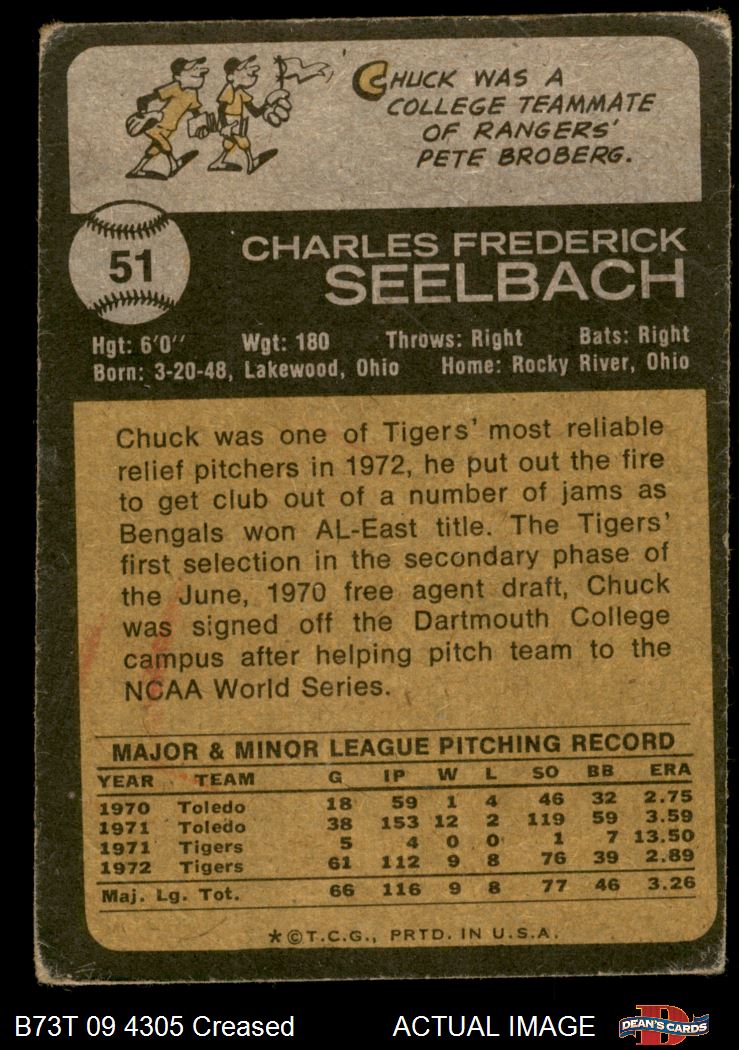 CHUCK WAS A
COLLEGE TEAMMATE
OF RANGERS'
PETE BROBERG.
51
CHARLES FREDERICK
SEELBACH
Hgt: 6'0" Wgt: 180 Throws: Right Bats: Right
Born: 3-20-48, Lakewood, Ohio Home: Rocky River, Ohio
Chuck was one of Tigers' most reliable
relief pitchers in 1972, he put out the fire
to get club out of a number of jams as
Bengals won AL-East title. The Tigers'
first selection in the secondary phase of
the June, 1970 free agent draft, Chuck
was signed off the Dartmouth College
campus after helping pitch team to the
NCAA World Series.
MAJOR & MINOR LEAGUE PITCHING RECORD
YEAR TEAM G IP W L SO BB ERA
1970 Toledo 18 59 1 4 46 32 2.75
1971 Toledo 38 153 12 2 119 59 3.59
1971 Tigers 5 4 0 0 1 7 13.50
1972 Tigers 61 112 9 8 76 39 2.89
Maj. Lg. Tot. 66 116 9 8 77 46 3.26
*©T.C.G., PRTD. IN U.S.A.
B73T 09 4305 Creased ACTUAL IMAGE
D
DEAN'S CARDS